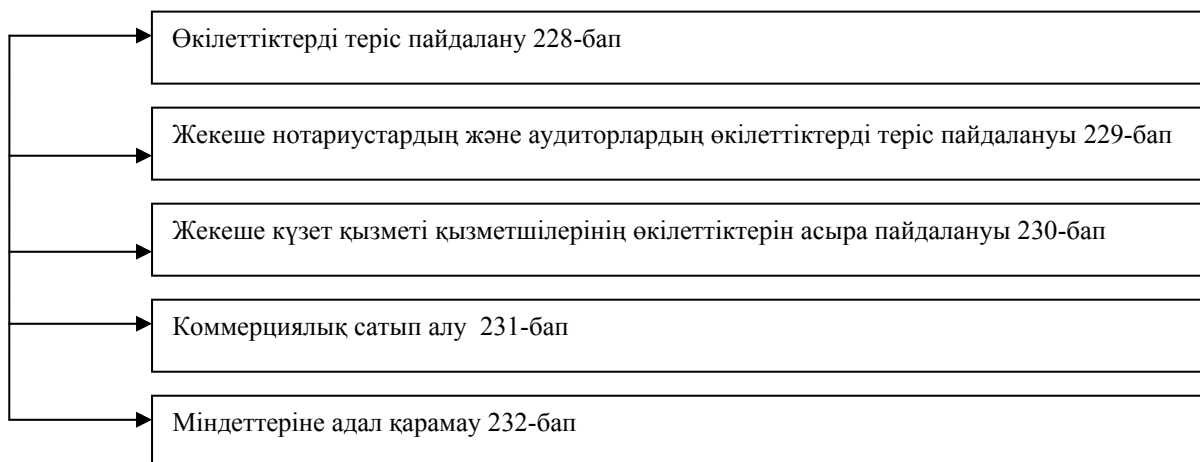 Өкілеттіктерді теріс пайдалану 228-бап
Жекеше нотариустардың және аудиторлардың өкілеттіктерді теріс пайдалануы 229-бап
Жекеше күзет қызметі қызметшілерінің өкілеттіктерін асыра пайдалануы 230-бап
Коммерциялық сатып алу 231-бап
Міндеттеріне адал қарамау 232-бап